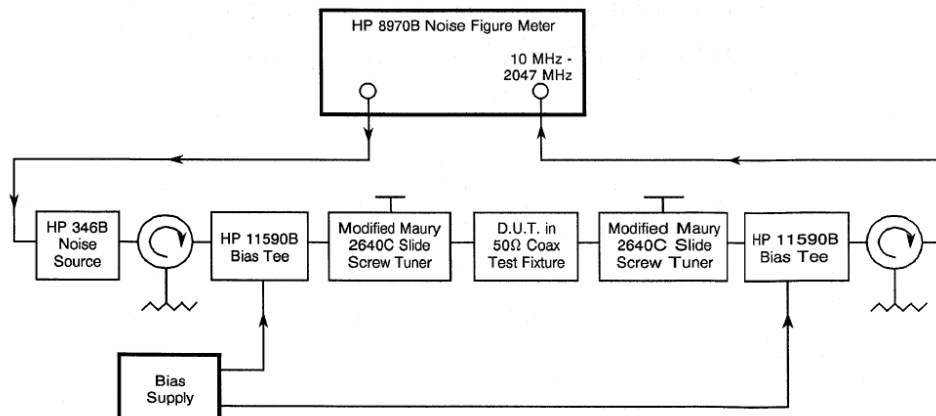 HP 8970B Noise Figure Meter
10 MHz -
2047 MHz
HP 346B
Noise
Source
HP 11590B
Bias Tee
Modified Maury
2640C Slide
Screw Tuner
D.U.T. in
50Ω Coax
Test Fixture
Modified Maury
2640C Slide
Screw Tuner
HP 11590B
Bias Tee
Bias
Supply